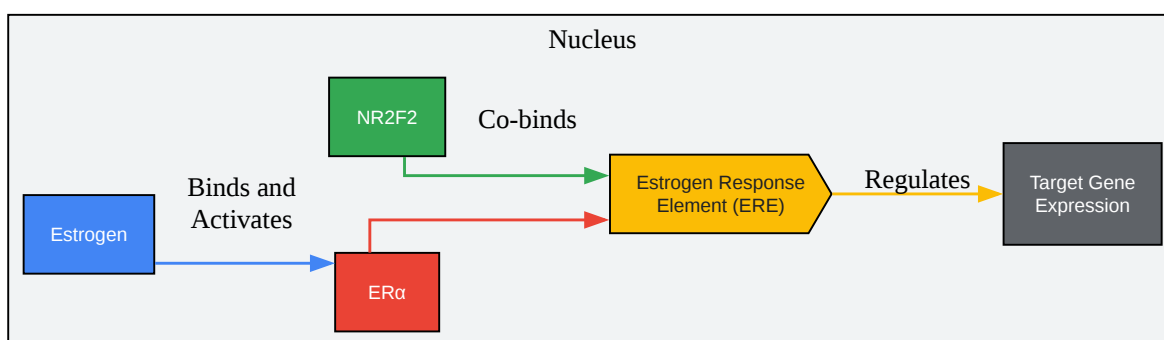 Nucleus
NR2F2
Co-binds
Binds and
Activates
Estrogen
ERα
Estrogen Response
Element (ERE)
Regulates
Target Gene
Expression